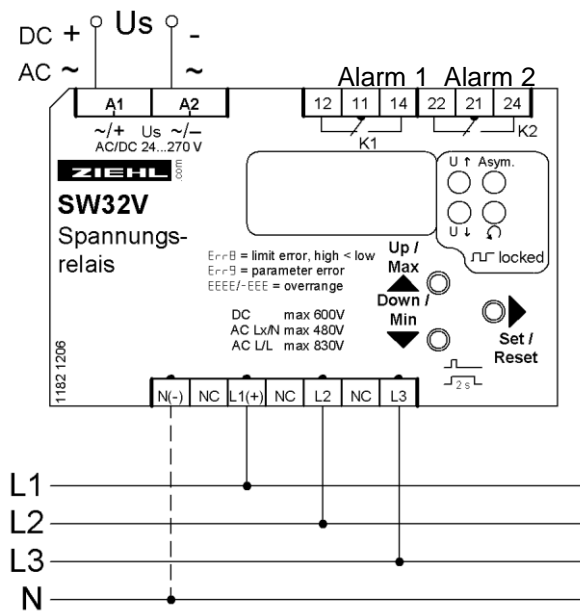 DC + Us -
AC ~ ~
Alarm 1 Alarm 2
A1 A2 12 11 14 22 21 24
~/+ Us ~/–
AC/DC 24...270 V
K1 K2
ZIEHL.com
SW32V
Spannungs-
relais
U ↑ Asym.
U ↓
locked
Err8 = limit error, high < low
Err9 = parameter error
EEEE/-EEE = overrange
Up /
Max
Down /
Min
DC max 600V
AC Lx/N max 480V
AC L/L max 830V
Set /
Reset
2 s
1182 1206
N(-) NC L1(+) NC L2 NC L3
L1
L2
L3
N